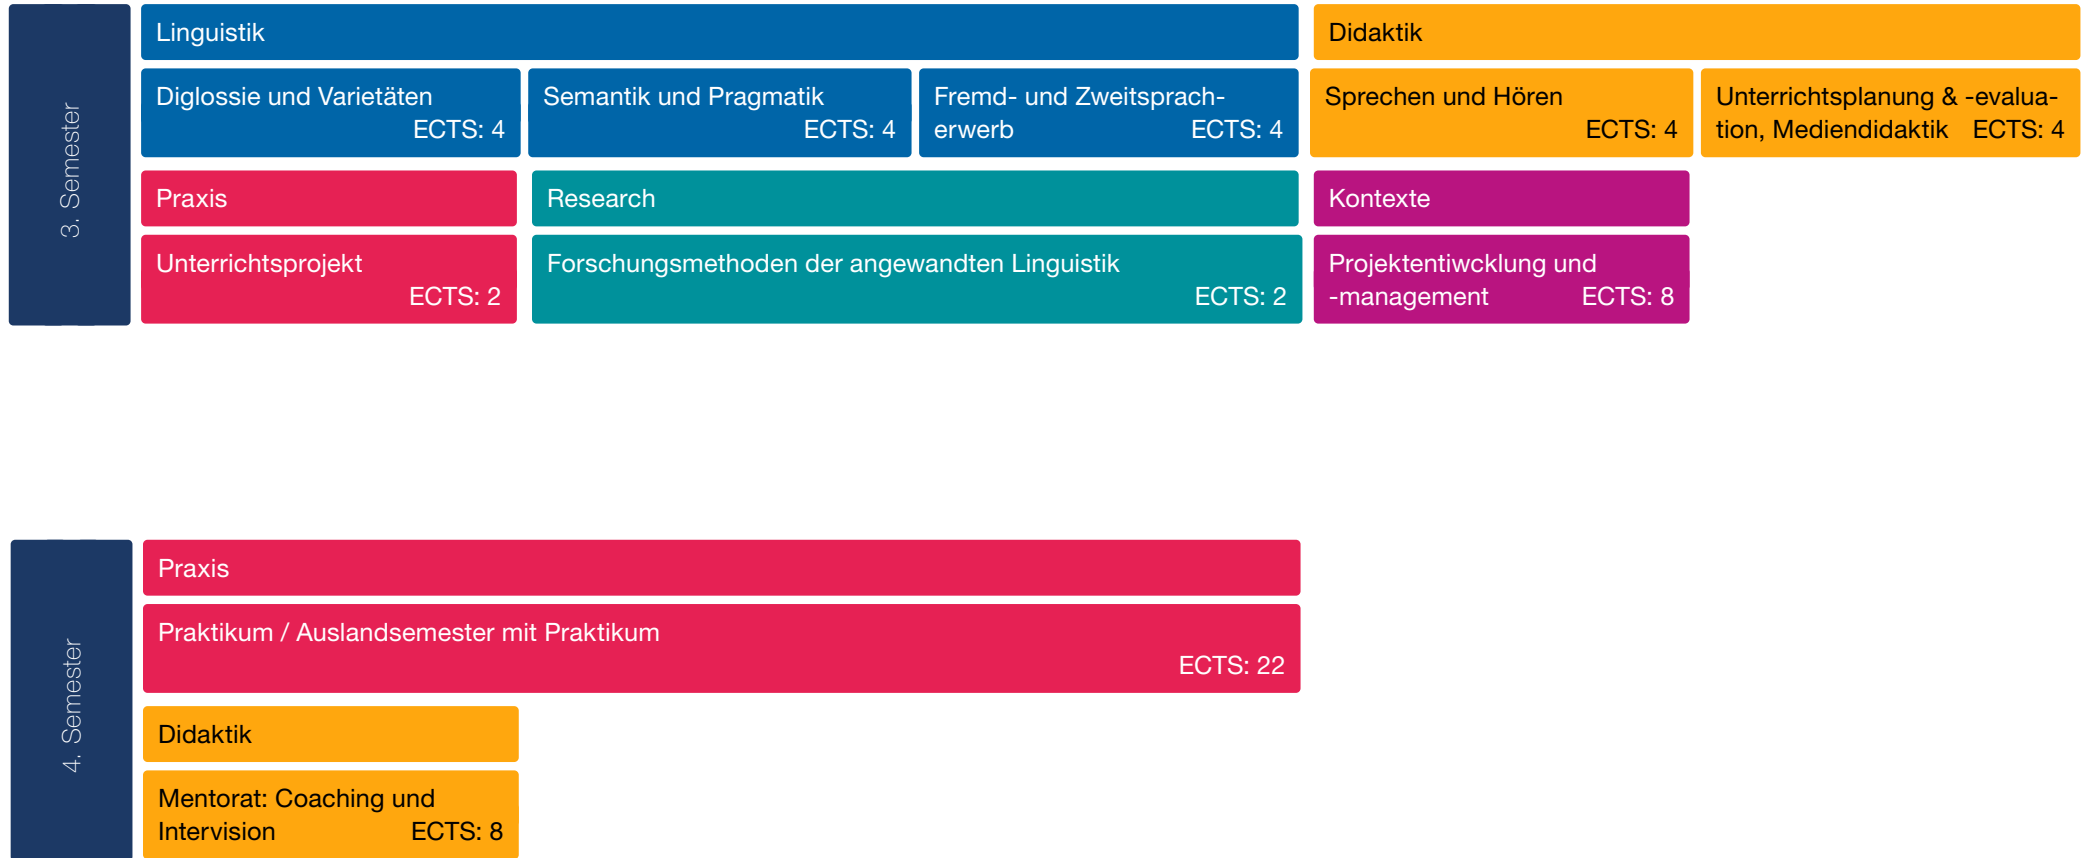 3. Semester
Linguistik
Didaktik
Diglossie und Varietäten
ECTS: 4
Semantik und Pragmatik
ECTS: 4
Fremd- und Zweitsprach-
erwerb ECTS: 4
Sprechen und Hören
ECTS: 4
Unterrichtsplanung & -evalua-
tion, Mediendidaktik ECTS: 4
Praxis
Research
Kontexte
Unterrichtsprojekt
ECTS: 2
Forschungsmethoden der angewandten Linguistik
ECTS: 2
Projektentiwcklung und
-management ECTS: 8
4. Semester
Praxis
Praktikum / Auslandsemester mit Praktikum
ECTS: 22
Didaktik
Mentorat: Coaching und
Intervision ECTS: 8